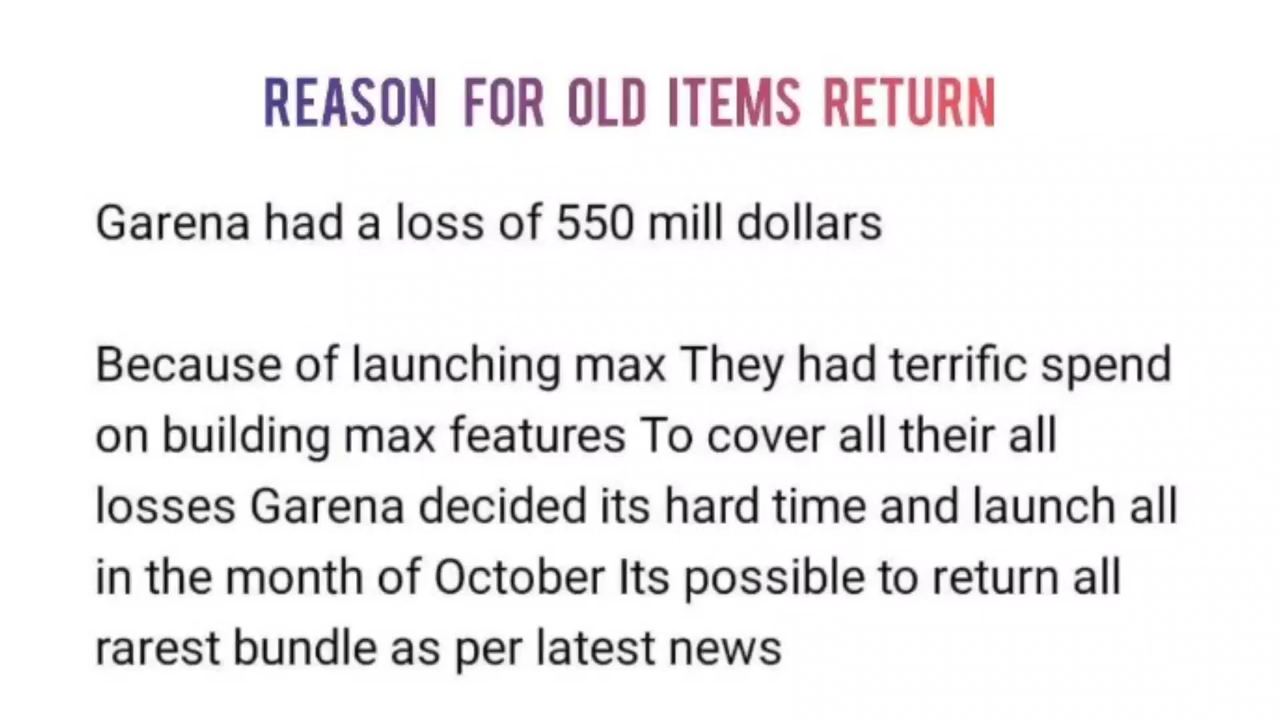 REASON FOR OLD ITEMS RETURN
Garena had a loss of 550 mill dollars
Because of launching max They had terrific spend
on building max features To cover all their all
losses Garena decided its hard time and launch all
in the month of October Its possible to return all
rarest bundle as per latest news